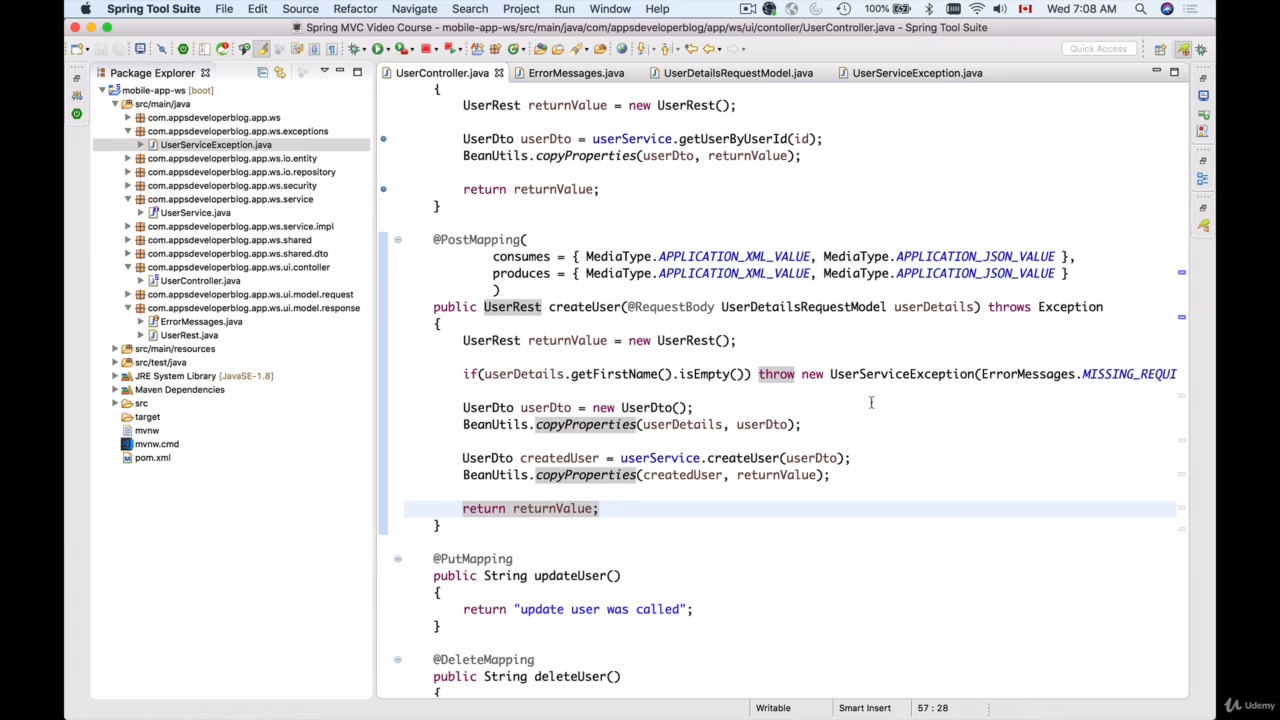 Spring Tool Suite File Edit Source Refactor Navigate Search Project Run Window Help 100% Wed 7:08 AM
Spring MVC Video Course - mobile-app-ws/src/main/java/com/appsdeveloperblog/app/ws/ui/contoller/UserController.java - Spring Tool Suite
Quick Access
Package Explorer
UserController.java
ErrorMessages.java
UserDetailsRequestModel.java
UserServiceException.java
mobile-app-ws [boot]
src/main/java
com.appsdeveloperblog.app.ws
com.appsdeveloperblog.app.ws.exceptions
UserServiceException.java
com.appsdeveloperblog.app.ws.io.entity
com.appsdeveloperblog.app.ws.io.repository
com.appsdeveloperblog.app.ws.security
com.appsdeveloperblog.app.ws.service
UserService.java
com.appsdeveloperblog.app.ws.service.impl
com.appsdeveloperblog.app.ws.shared
com.appsdeveloperblog.app.ws.shared.dto
com.appsdeveloperblog.app.ws.ui.contoller
UserController.java
com.appsdeveloperblog.app.ws.ui.model.request
com.appsdeveloperblog.app.ws.ui.model.response
ErrorMessages.java
UserRest.java
src/main/resources
src/test/java
JRE System Library [JavaSE-1.8]
Maven Dependencies
src
target
mvnw
mvnw.cmd
pom.xml
{
UserRest returnValue = new UserRest();
UserDto userDto = userService.getUserByUserId(id);
BeanUtils.copyProperties(userDto, returnValue);
return returnValue;
}
@PostMapping(
consumes = { MediaType.APPLICATION_XML_VALUE, MediaType.APPLICATION_JSON_VALUE },
produces = { MediaType.APPLICATION_XML_VALUE, MediaType.APPLICATION_JSON_VALUE }
)
public UserRest createUser(@RequestBody UserDetailsRequestModel userDetails) throws Exception
{
UserRest returnValue = new UserRest();
if(userDetails.getFirstName().isEmpty()) throw new UserServiceException(ErrorMessages.MISSING_REQUI
UserDto userDto = new UserDto();
BeanUtils.copyProperties(userDetails, userDto);
UserDto createdUser = userService.createUser(userDto);
BeanUtils.copyProperties(createdUser, returnValue);
return returnValue;
}
@PutMapping
public String updateUser()
{
return "update user was called";
}
@DeleteMapping
public String deleteUser()
{
Writable Smart Insert 57 : 28
Udemy